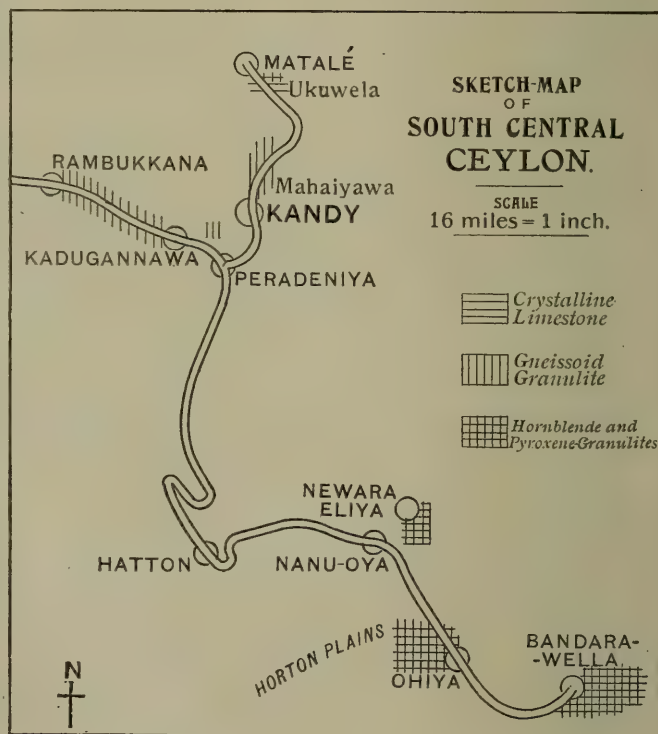 MATALÉ
Ukuwela
SKETCH-MAP
OF
SOUTH CENTRAL
CEYLON.
SCALE
16 miles = 1 inch.
RAMBUKKANA
Mahaiyawa
KANDY
KADUGANNAWA
PERADENIYA
Crystalline
Limestone
Gneissoid
Granulite
Hornblende and
Pyroxene-Granulites
NEWARA
ELIYA
HATTON
NANU-OYA
HORTON PLAINS
BANDARA-
-WELLA.
OHIYA
N